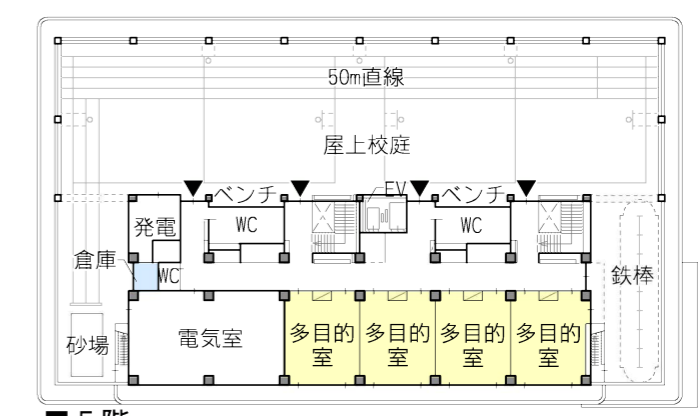 50m直線
屋上校庭
ベンチ
EV
ベンチ
発電
WC
WC
倉庫
WC
鉄棒
砂場
電気室
多目的
室
多目的
室
多目的
室
多目的
室
■5階